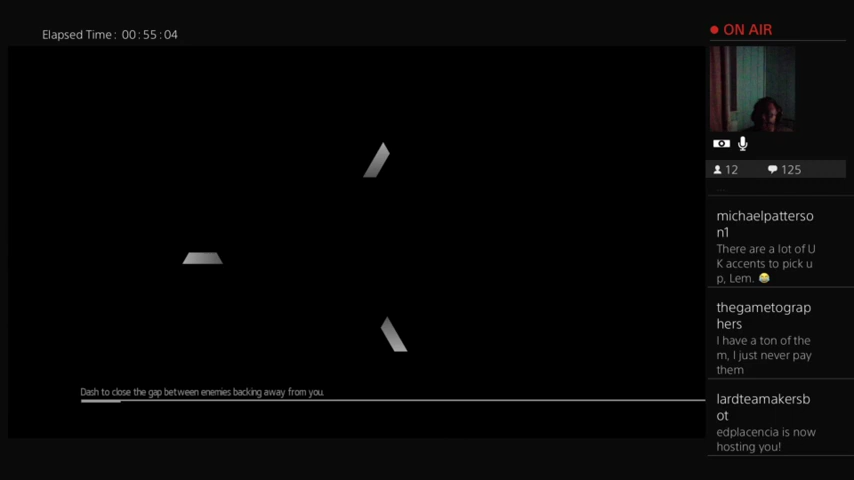 Elapsed Time: 00:55:04
ON AIR
12 125
michaelpatterso
n1
There are a lot of U
K accents to pick u
p, Lem. 😂
thegametograp
hers
I have a ton of the
m, I just never pay
them
lardteamakersb
ot
edplacencia is now
hosting you!
Dash to close the gap between enemies backing away from you.